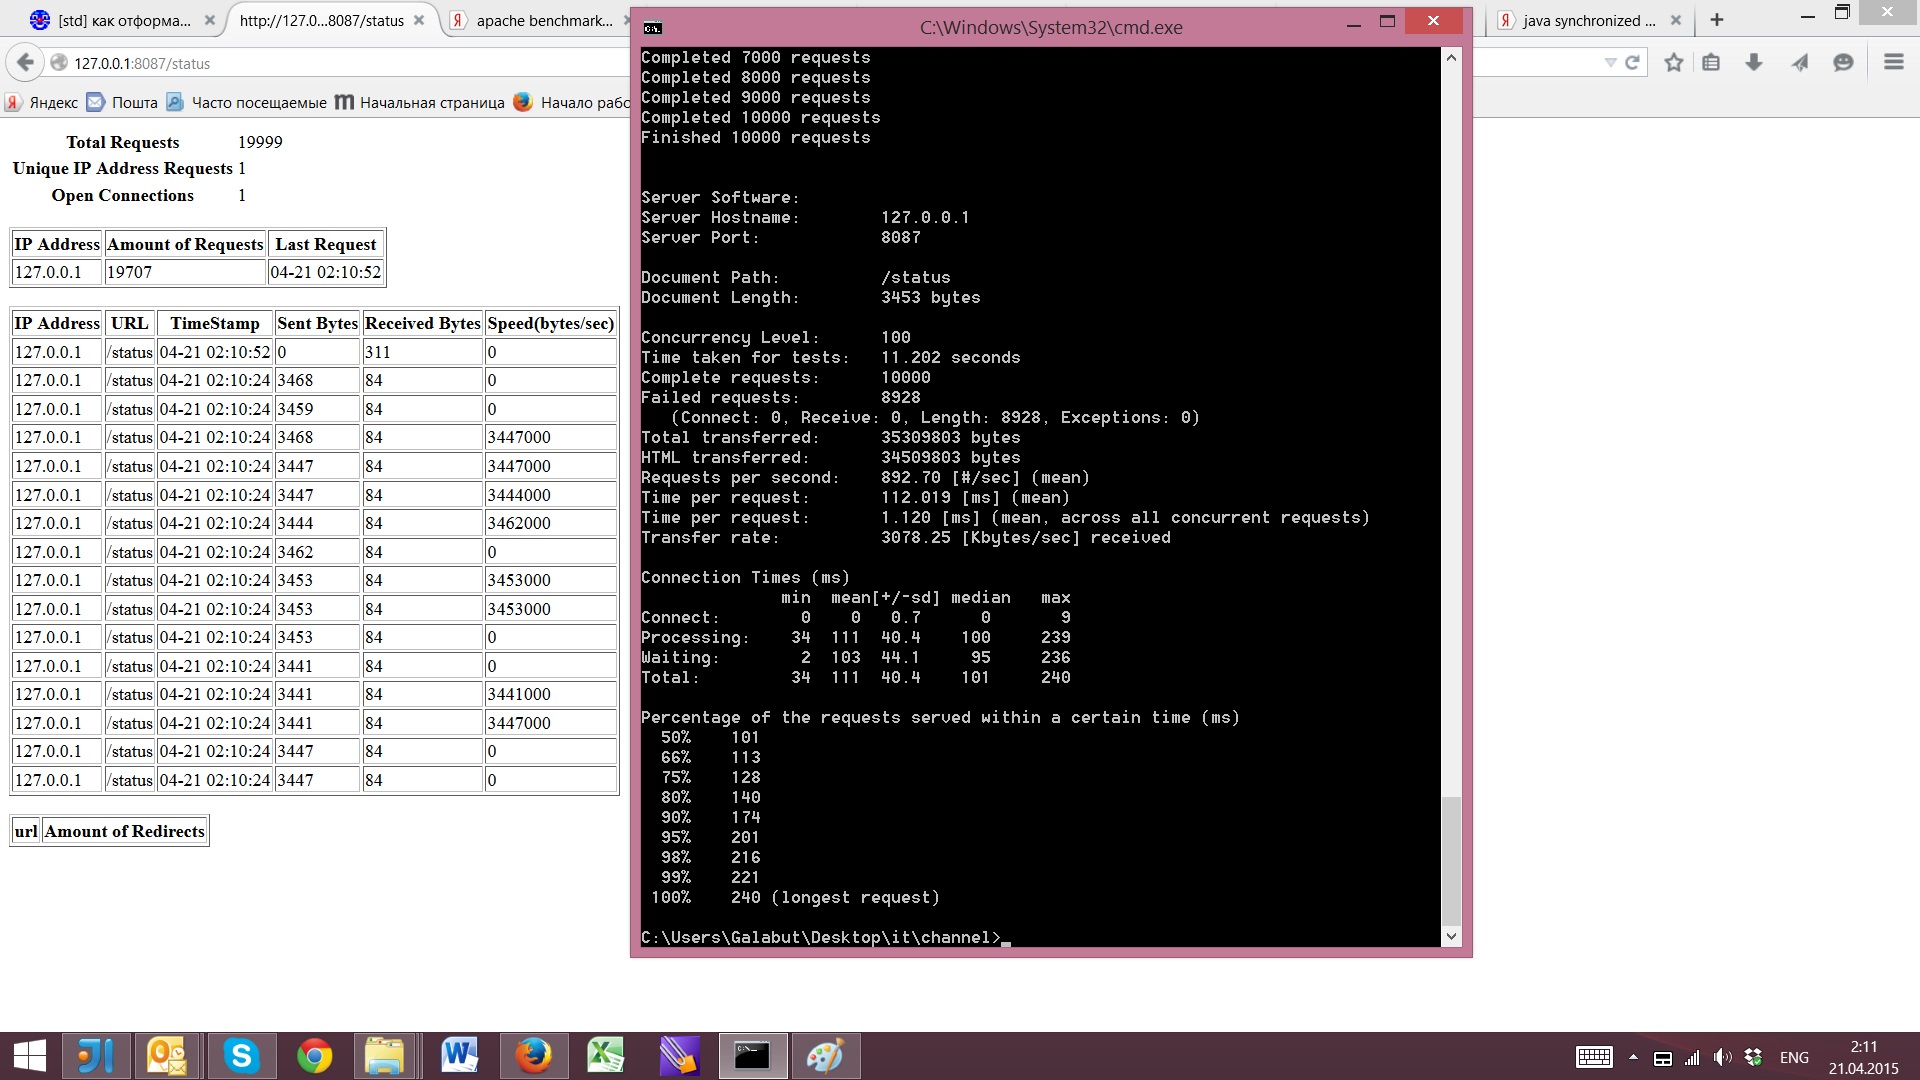 [std] как отформа...
http://127.0...8087/status
apache benchmark...
java synchronized ...
127.0.0.1:8087/status
Яндекс
Почта
Часто посещаемые
Начальная страница
Начало рабо
Total Requests 19999
Unique IP Address Requests 1
Open Connections 1
IP Address Amount of Requests Last Request
127.0.0.1 19707 04-21 02:10:52
IP Address URL TimeStamp Sent Bytes Received Bytes Speed(bytes/sec)
127.0.0.1 /status 04-21 02:10:52 0 311 0
127.0.0.1 /status 04-21 02:10:24 3468 84 0
127.0.0.1 /status 04-21 02:10:24 3459 84 0
127.0.0.1 /status 04-21 02:10:24 3468 84 3447000
127.0.0.1 /status 04-21 02:10:24 3447 84 3447000
127.0.0.1 /status 04-21 02:10:24 3447 84 3444000
127.0.0.1 /status 04-21 02:10:24 3444 84 3462000
127.0.0.1 /status 04-21 02:10:24 3462 84 0
127.0.0.1 /status 04-21 02:10:24 3453 84 3453000
127.0.0.1 /status 04-21 02:10:24 3453 84 3453000
127.0.0.1 /status 04-21 02:10:24 3453 84 0
127.0.0.1 /status 04-21 02:10:24 3441 84 0
127.0.0.1 /status 04-21 02:10:24 3441 84 3441000
127.0.0.1 /status 04-21 02:10:24 3441 84 3447000
127.0.0.1 /status 04-21 02:10:24 3447 84 0
127.0.0.1 /status 04-21 02:10:24 3447 84 0
url Amount of Redirects
C:\Windows\System32\cmd.exe
Completed 7000 requests
Completed 8000 requests
Completed 9000 requests
Completed 10000 requests
Finished 10000 requests
Server Software:
Server Hostname: 127.0.0.1
Server Port: 8087
Document Path: /status
Document Length: 3453 bytes
Concurrency Level: 100
Time taken for tests: 11.202 seconds
Complete requests: 10000
Failed requests: 8928
(Connect: 0, Receive: 0, Length: 8928, Exceptions: 0)
Total transferred: 35309803 bytes
HTML transferred: 34509803 bytes
Requests per second: 892.70 [#/sec] (mean)
Time per request: 112.019 [ms] (mean)
Time per request: 1.120 [ms] (mean, across all concurrent requests)
Transfer rate: 3078.25 [Kbytes/sec] received
Connection Times (ms)
min mean[+/-sd] median max
Connect: 0 0 0.7 0 9
Processing: 34 111 40.4 100 239
Waiting: 2 103 44.1 95 236
Total: 34 111 40.4 101 240
Percentage of the requests served within a certain time (ms)
50% 101
66% 113
75% 128
80% 140
90% 174
95% 201
98% 216
99% 221
100% 240 (longest request)
C:\Users\Galabut\Desktop\it\channel>_
ENG
2:11
21.04.2015